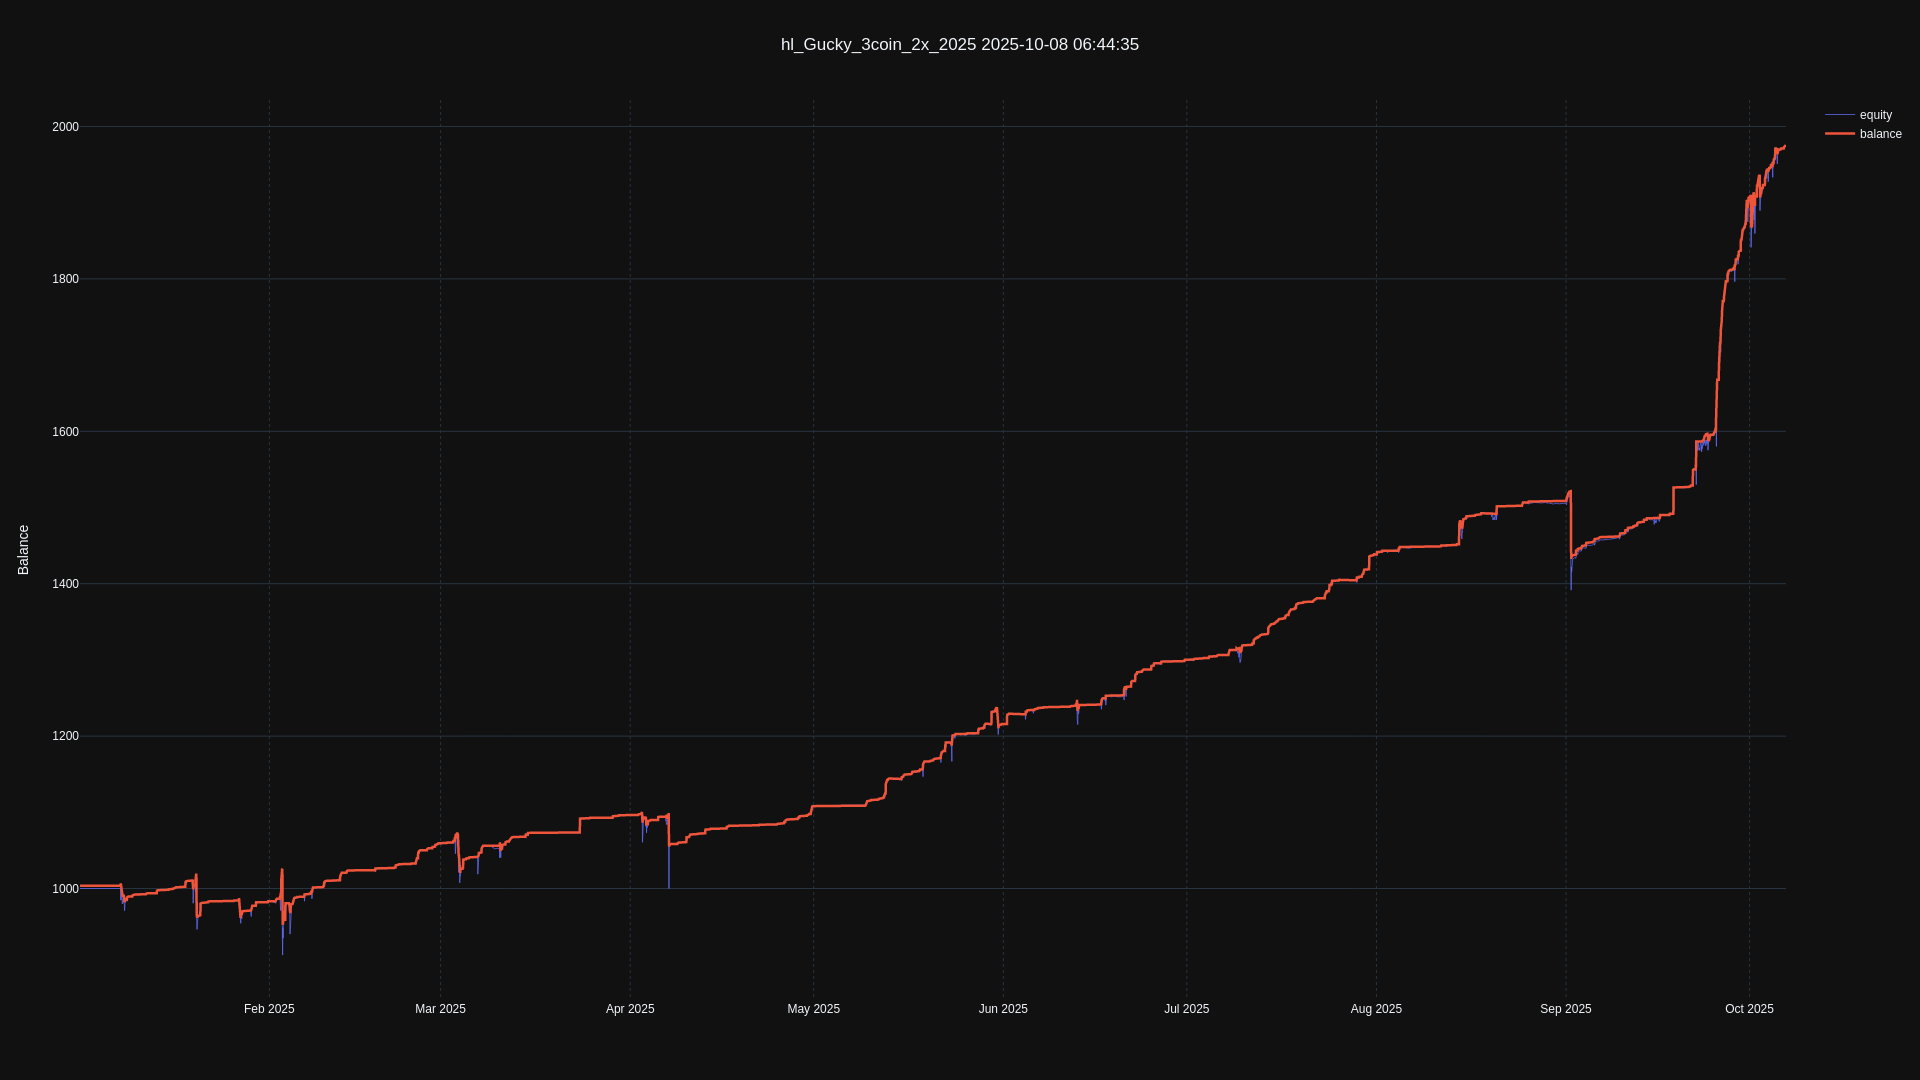 hl_Gucky_3coin_2x_2025 2025-10-08 06:44:35
equity
balance
2000
1800
1600
1400
1200
1000
Balance
Feb 2025
Mar 2025
Apr 2025
May 2025
Jun 2025
Jul 2025
Aug 2025
Sep 2025
Oct 2025